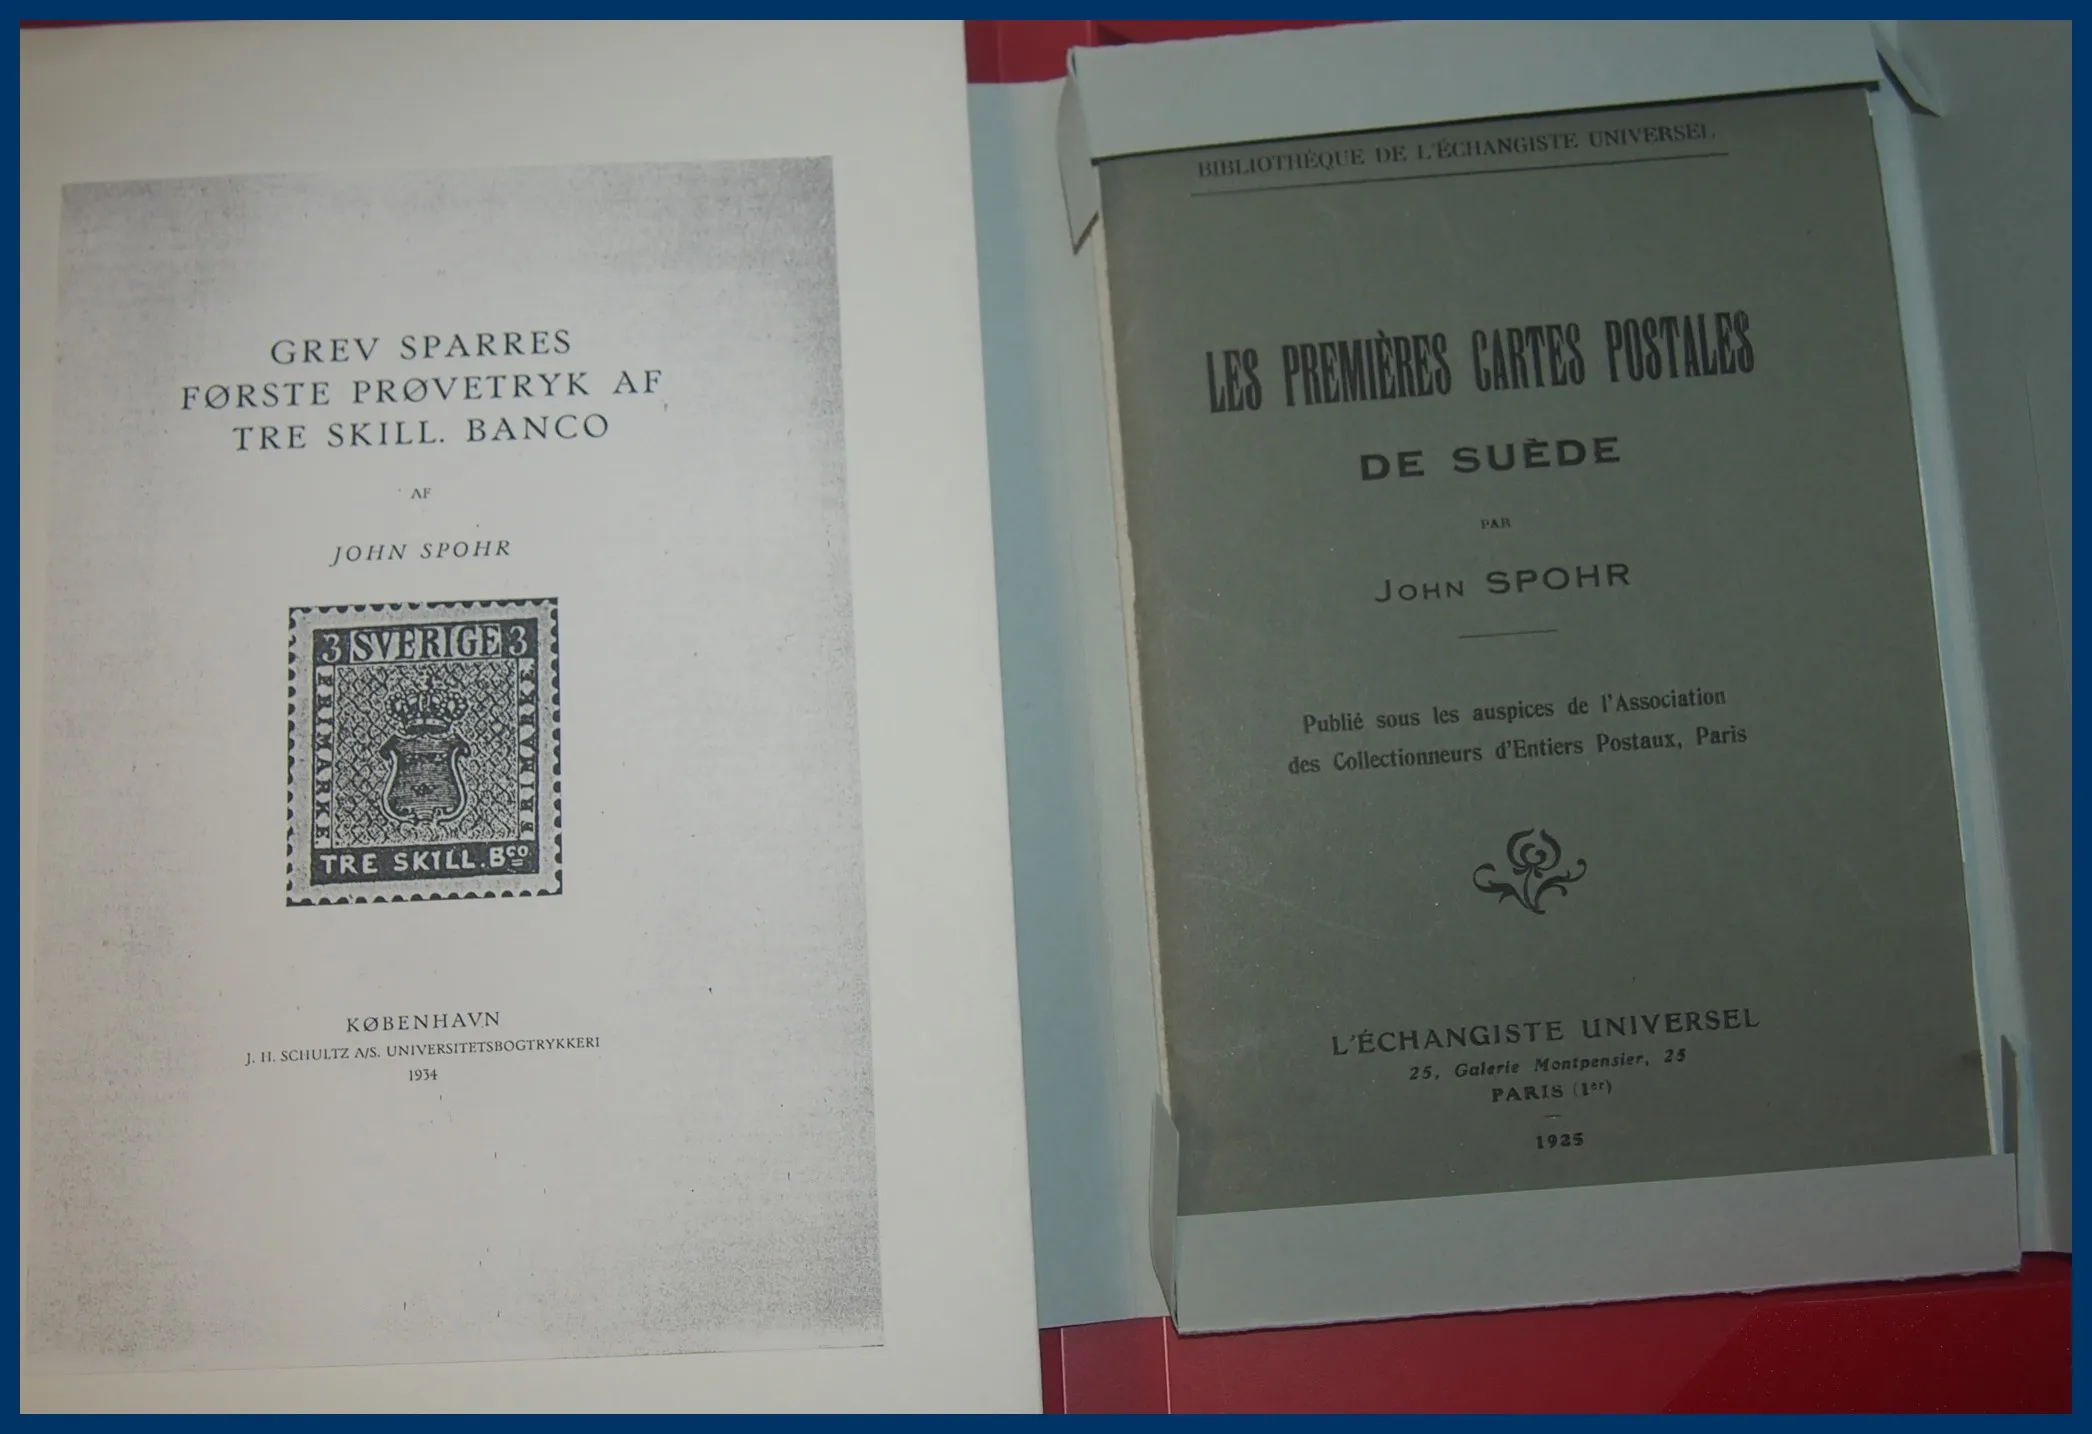 GREV SPARRES
FØRSTE PRØVETRYK AF
TRE SKILL. BANCO
AF
JOHN SPOHR
3 SVERIGE 3
FRIMARKE
FRIMARKE
TRE SKILL. Bco
KØBENHAVN
J. H. SCHULTZ A/S. UNIVERSITETSBOGTRYKKERI
1934
BIBLIOTHÈQUE DE L'ÉCHANGISTE UNIVERSEL
LES PREMIÈRES CARTES POSTALES
DE SUÈDE
PAR
JOHN SPOHR
Publié sous les auspices de l'Association
des Collectionneurs d'Entiers Postaux, Paris
L'ÉCHANGISTE UNIVERSEL
25, Galerie Montpensier, 25
PARIS (1er)
1925